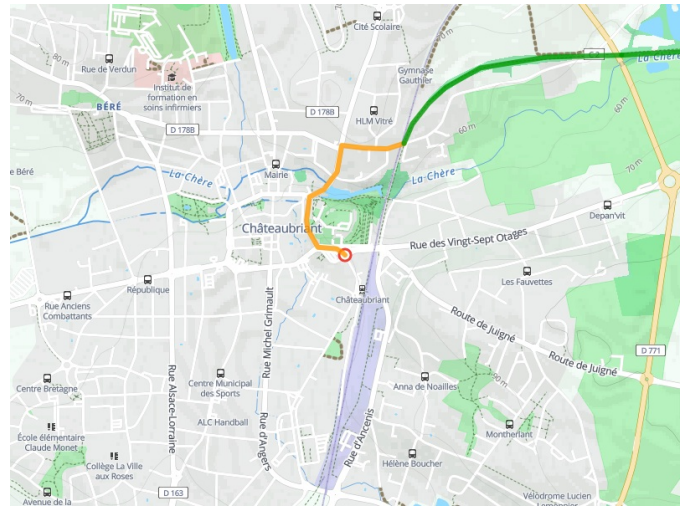 Cité Scolaire
Rue de Verdun
Gymnase
Gauthier
La Chère
Institut de
formation en
soins infirmiers
80 m
70 m
BÉRÉ
D 178B
HLM Vitré
D 178B
60 m
70 m
La Chère
La Chère
Mairie
de Béré
Depan'vit
Châteaubriant
Rue des Vingt-Sept Otages
République
Les Fauvettes
Châteaubriant
Rue Anciens
Combattants
Rue Michel Grimault
Route de Juigné
Route de Juigné
D 771
Centre Bretagne
Centre Municipal
des Sports
Anna de Noailles
Rue Alsace-Lorraine
ALC Handball
Rue d'Angers
Rue d'Ancenis
Montherlant
École élémentaire
Claude Monet
Collège La Ville
aux Roses
Hélène Boucher
D 163
Avenue de la
Vélodrome Lucien